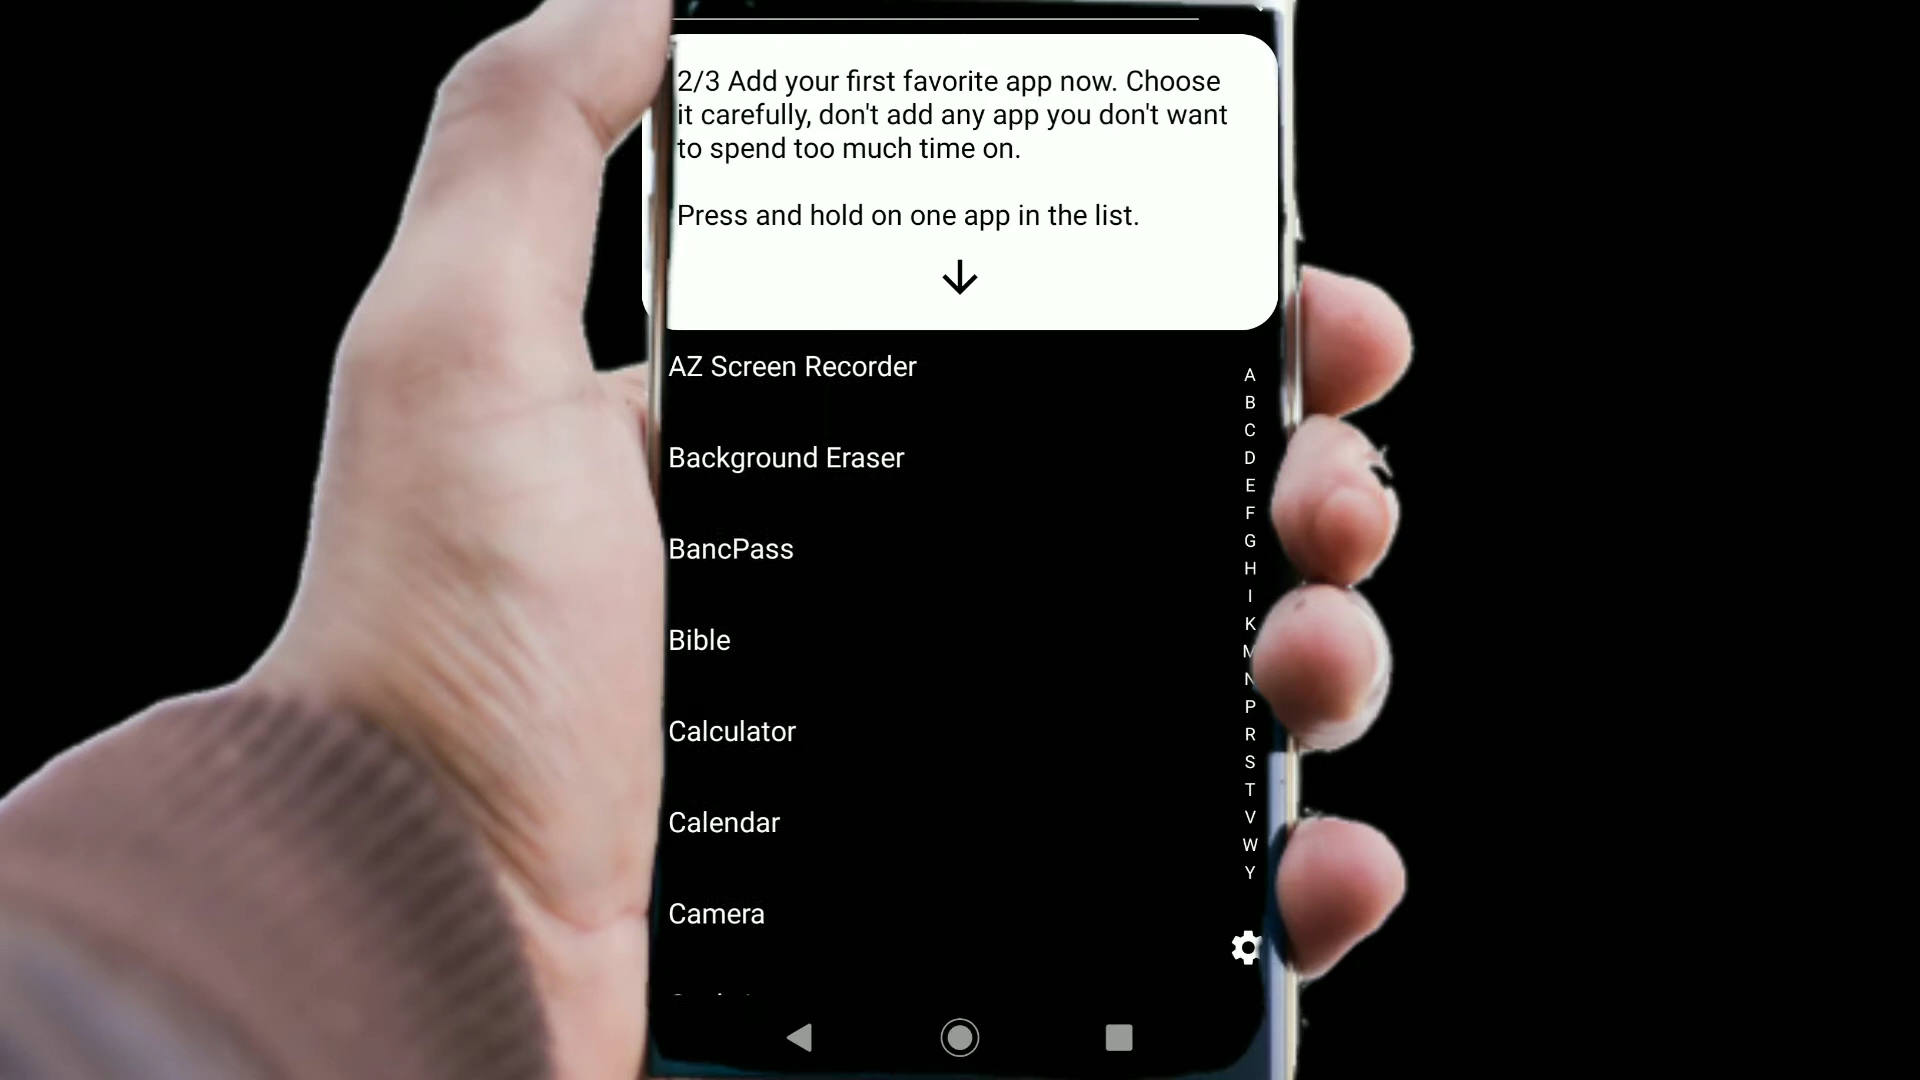 2/3 Add your first favorite app now. Choose
it carefully, don't add any app you don't want
to spend too much time on.
Press and hold on one app in the list.
AZ Screen Recorder
Background Eraser
BancPass
Bible
Calculator
Calendar
Camera
A
B
C
D
E
F
G
H
I
K
M
N
P
R
S
T
V
W
Y